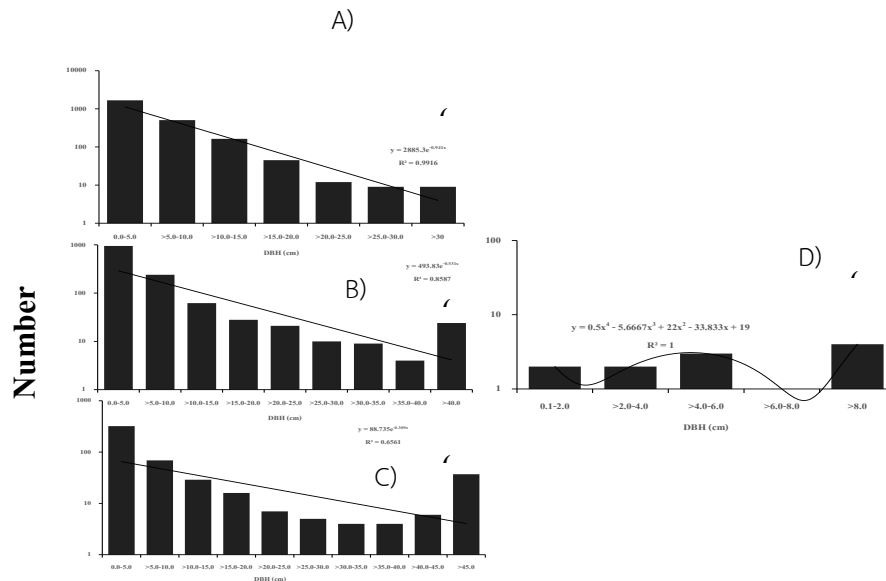 A)
10000
1000
100
10
1
y = 2885.3e^-0.941x
R² = 0.9916
0.0-5.0 >5.0-10.0 >10.0-15.0 >15.0-20.0 >20.0-25.0 >25.0-30.0 >30
DBH (cm)
Number
B)
1000
100
10
1
y = 493.83e^-0.531x
R² = 0.8587
0.0-5.0 >5.0-10.0 >10.0-15.0 >15.0-20.0 >20.0-25.0 >25.0-30.0 >30.0-35.0 >35.0-40.0 >40.0
DBH (cm)
C)
100
10
1
y = 88.735e^-0.309x
R² = 0.6561
0.0-5.0 >5.0-10.0 >10.0-15.0 >15.0-20.0 >20.0-25.0 >25.0-30.0 >30.0-35.0 >35.0-40.0 >40.0-45.0 >45.0
DBH (cm)
D)
100
10
1
y = 0.5x⁴ - 5.6667x³ + 22x² - 33.833x + 19
R² = 1
0.1-2.0 >2.0-4.0 >4.0-6.0 >6.0-8.0 >8.0
DBH (cm)